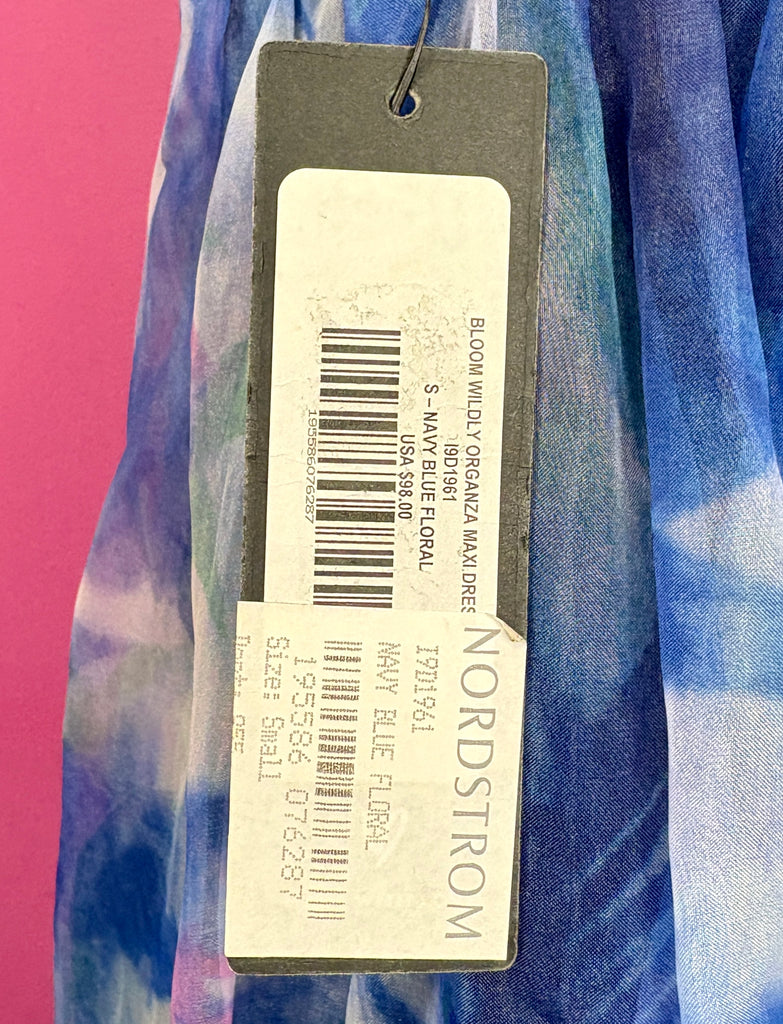 BLOOM WILDLY ORGANZA MAXI DRES
I9D1961
S – NAVY BLUE FLORAL
USA $98.00
195586076287
NORDSTROM
I9D1961
NAVY BLUE FLORAL
195586 076287
Size: Small